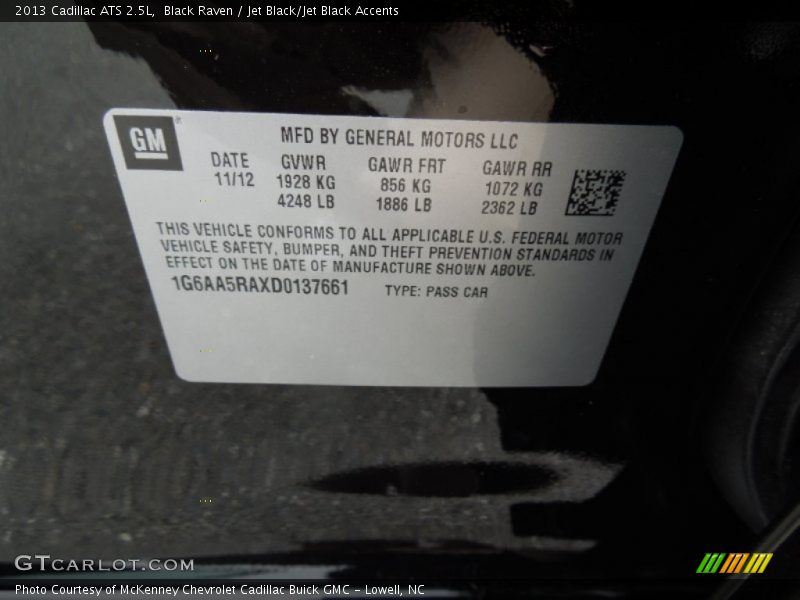 2013 Cadillac ATS 2.5L,  Black Raven / Jet Black/Jet Black Accents
GM
MFD BY GENERAL MOTORS LLC
DATE GVWR GAWR FRT GAWR RR
11/12 1928 KG 856 KG 1072 KG
4248 LB 1886 LB 2362 LB
THIS VEHICLE CONFORMS TO ALL APPLICABLE U.S. FEDERAL MOTOR
VEHICLE SAFETY, BUMPER, AND THEFT PREVENTION STANDARDS IN
EFFECT ON THE DATE OF MANUFACTURE SHOWN ABOVE.
1G6AA5RAXD0137661 TYPE: PASS CAR
GTCARLOT.COM
Photo Courtesy of McKenney Chevrolet Cadillac Buick GMC - Lowell, NC